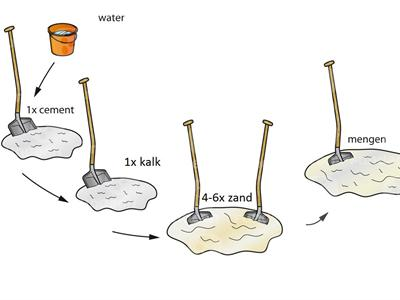 water
1x cement
1x kalk
4-6x zand
mengen